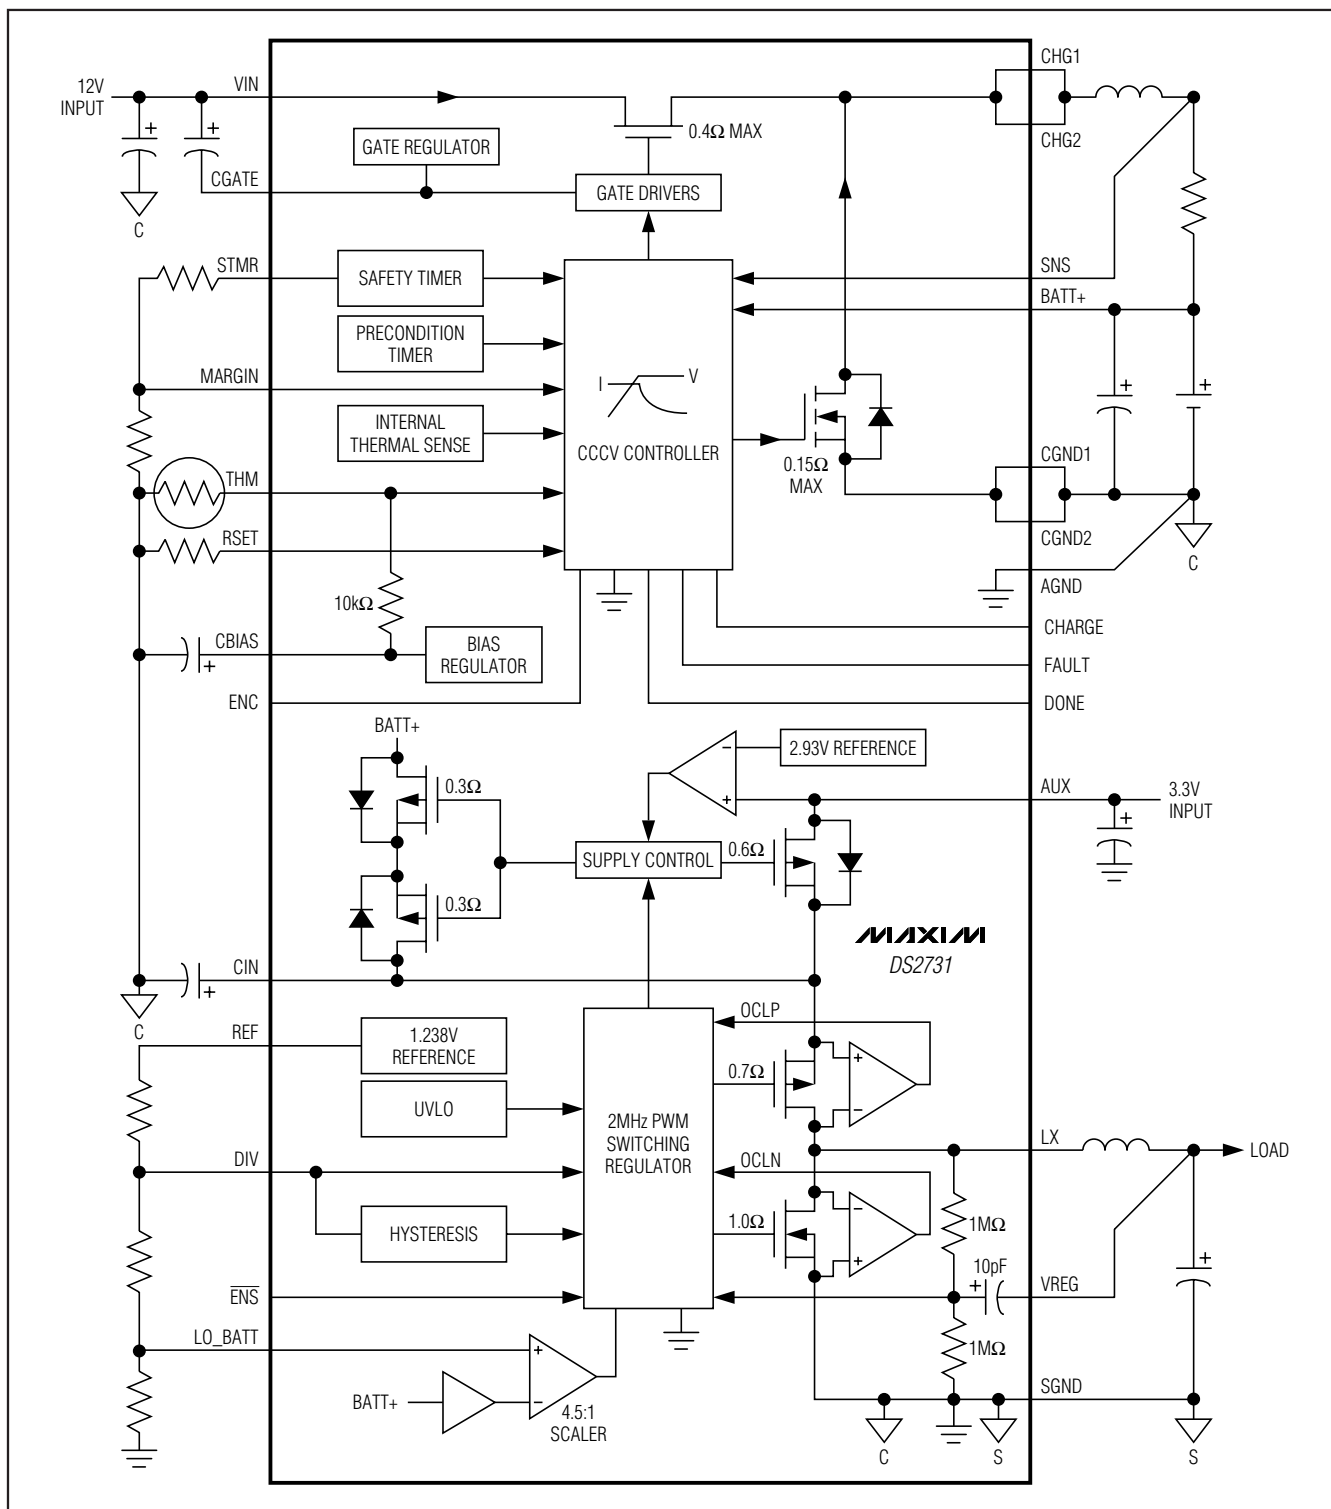 12V
INPUT
VIN
CHG1
CHG2
0.4Ω MAX
GATE REGULATOR
CGATE
GATE DRIVERS
C
STMR
SAFETY TIMER
SNS
BATT+
PRECONDITION
TIMER
MARGIN
I
V
INTERNAL
THERMAL SENSE
CCCV CONTROLLER
0.15Ω
MAX
THM
CGND1
CGND2
RSET
C
AGND
10kΩ
CHARGE
CBIAS
BIAS
REGULATOR
FAULT
ENC
DONE
BATT+
2.93V REFERENCE
0.3Ω
AUX
3.3V
INPUT
SUPPLY CONTROL
0.6Ω
0.3Ω
MAXIM
DS2731
CIN
C
REF
1.238V
REFERENCE
OCLP
0.7Ω
UVLO
2MHz PWM
SWITCHING
REGULATOR
LX
LOAD
DIV
OCLN
HYSTERESIS
1.0Ω
1MΩ
10pF
VREG
ENS
LO_BATT
1MΩ
BATT+
4.5:1
SCALER
SGND
C
S
S